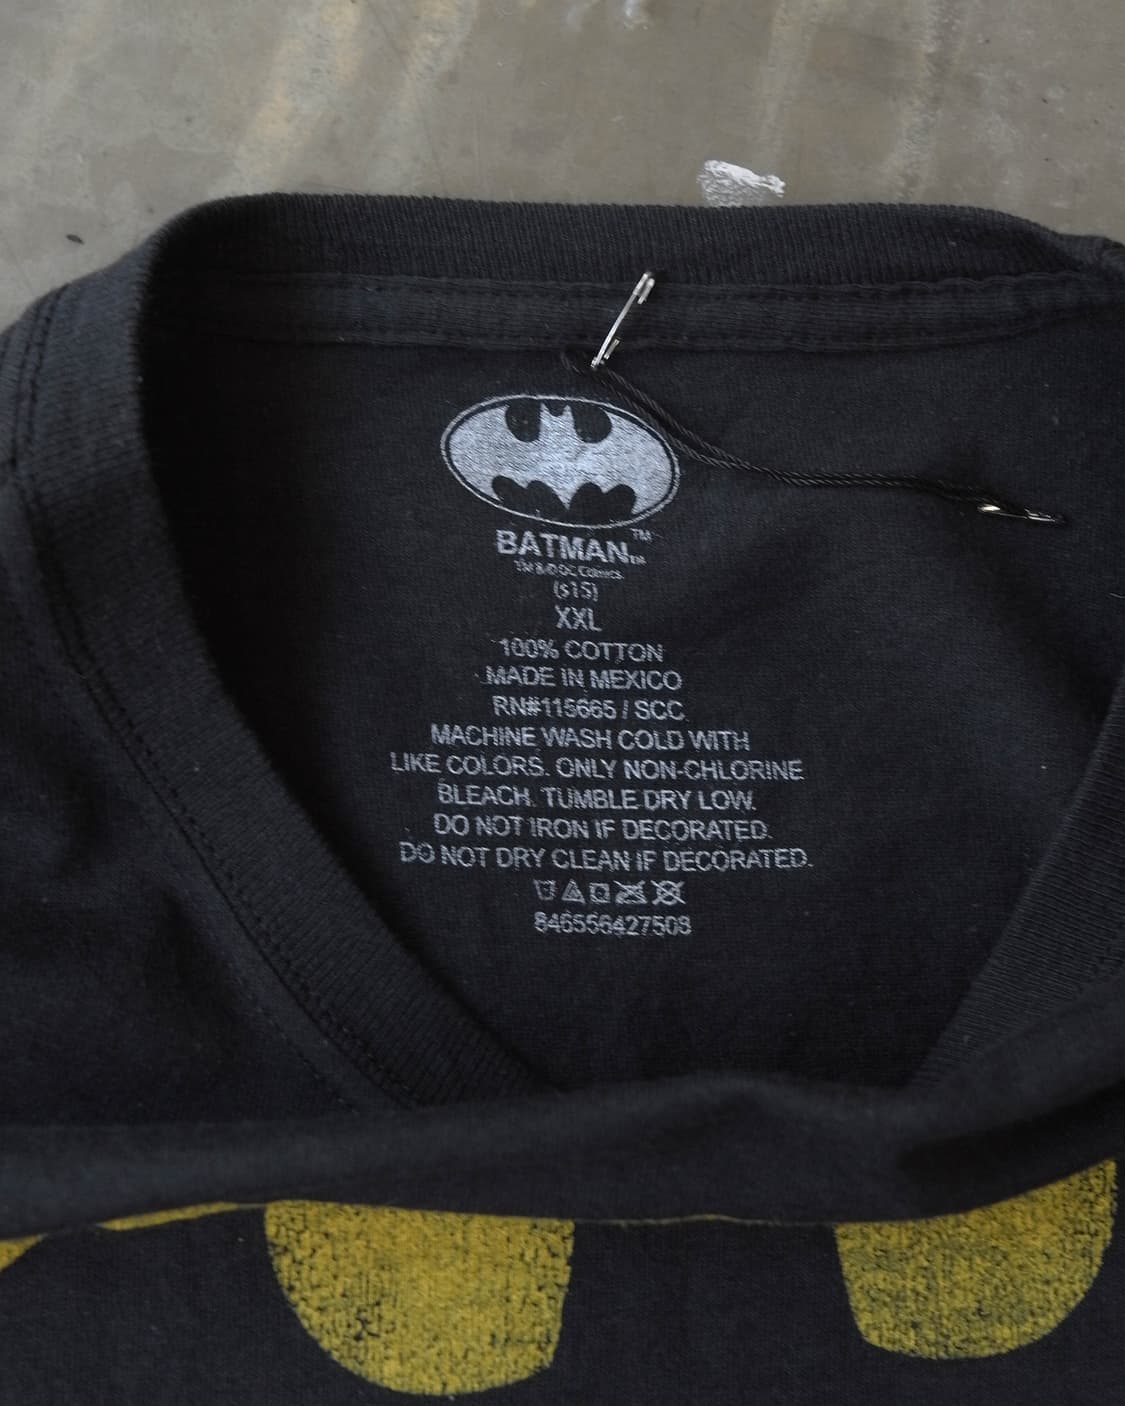 BATMAN™
TM & © DC Comics.
(s15)
XXL
100% COTTON
MADE IN MEXICO
RN#115665 / SCC
MACHINE WASH COLD WITH
LIKE COLORS. ONLY NON-CHLORINE
BLEACH. TUMBLE DRY LOW.
DO NOT IRON IF DECORATED.
DO NOT DRY CLEAN IF DECORATED.
846556427508